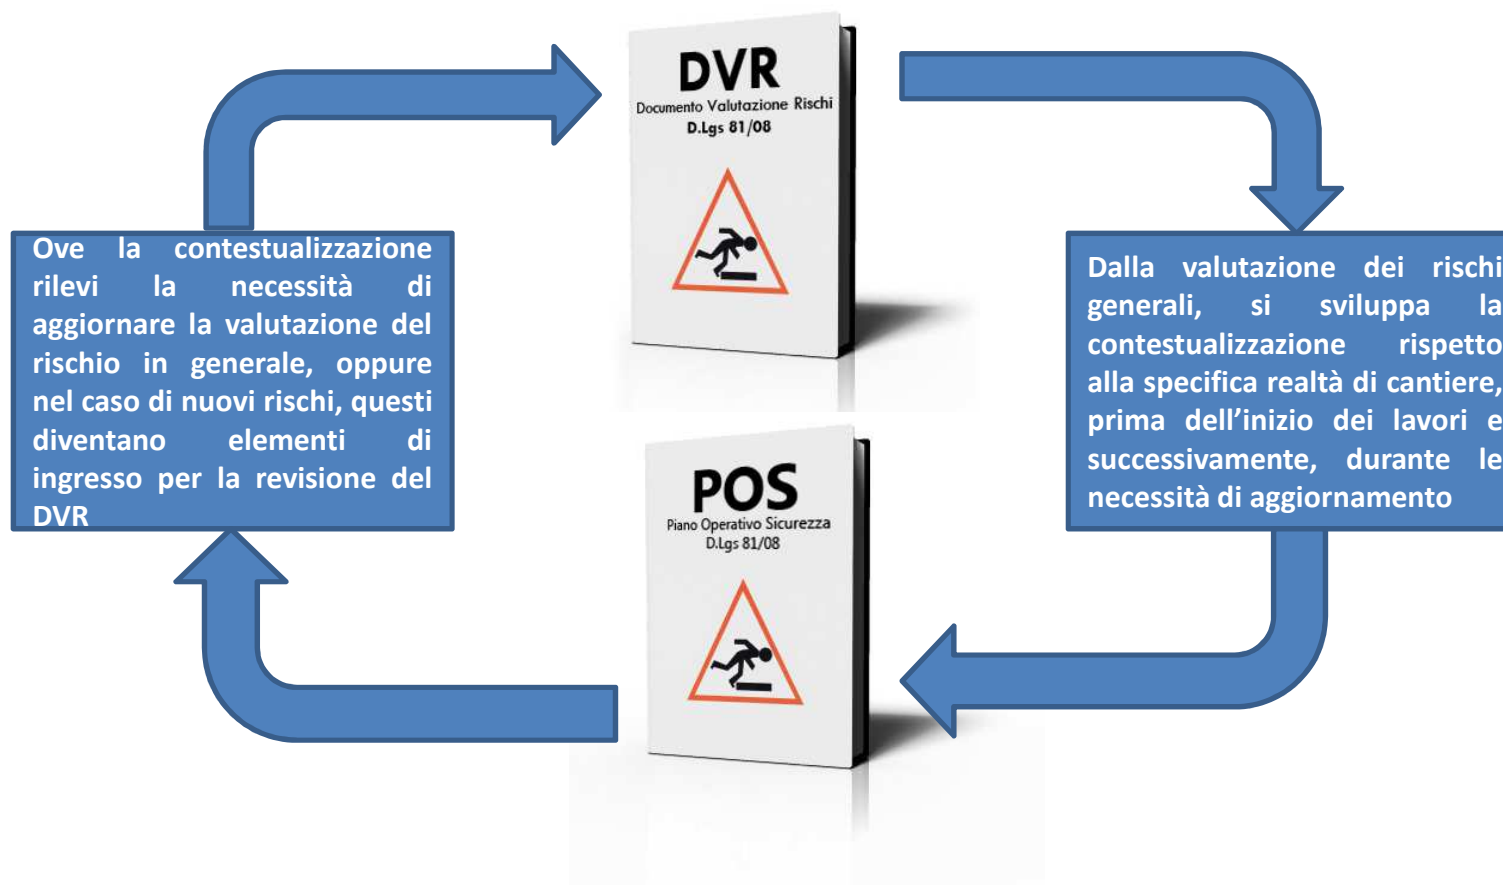 DVR
Documento Valutazione Rischi
D.Lgs 81/08
Ove la contestualizzazione
rilevi la necessità di
aggiornare la valutazione del
rischio in generale, oppure
nel caso di nuovi rischi, questi
diventano elementi di
ingresso per la revisione del
DVR
Dalla valutazione dei rischi
generali, si sviluppa la
contestualizzazione rispetto
alla specifica realtà di cantiere,
prima dell’inizio dei lavori e
successivamente, durante le
necessità di aggiornamento
POS
Piano Operativo Sicurezza
D.Lgs 81/08